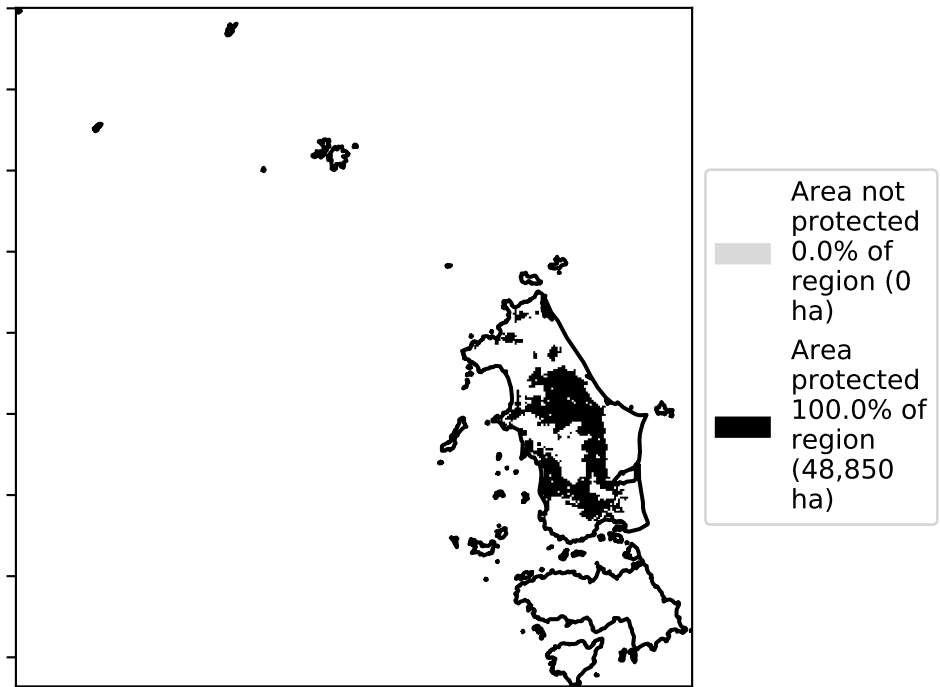 Area not
protected
0.0% of
region (0
ha)
Area
protected
100.0% of
region
(48,850
ha)